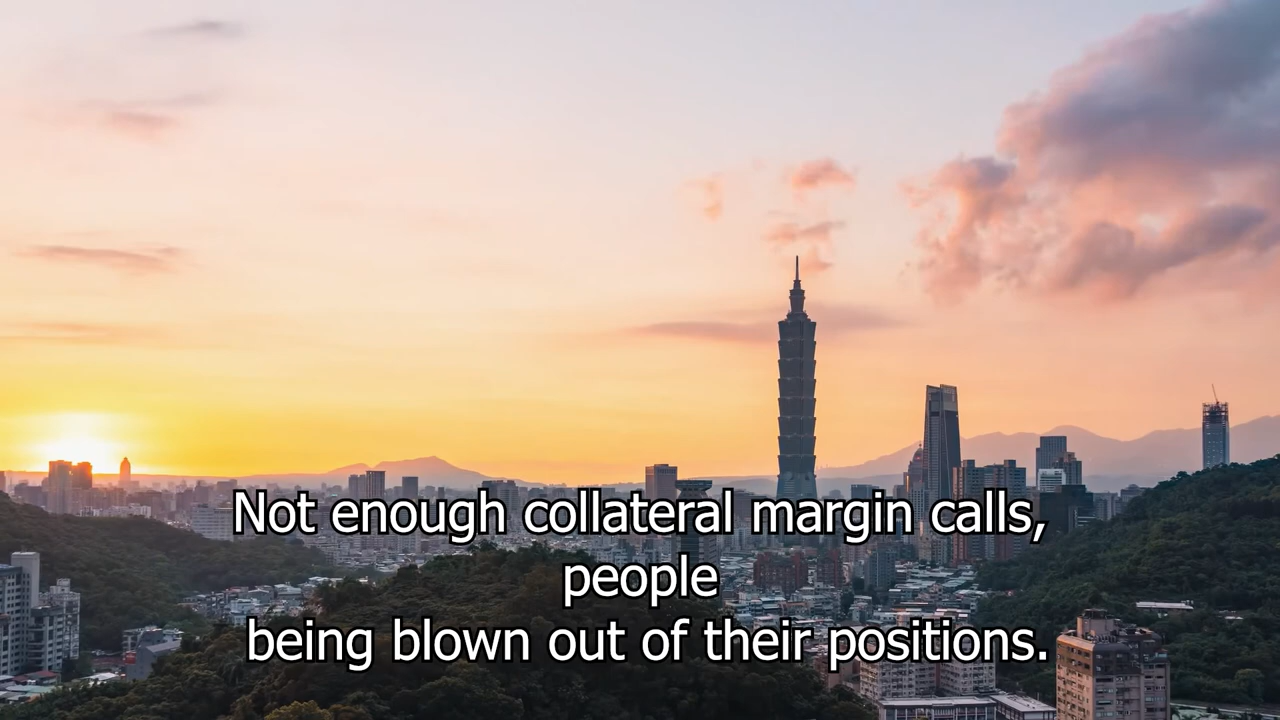 Not enough collateral margin calls,
people
being blown out of their positions.